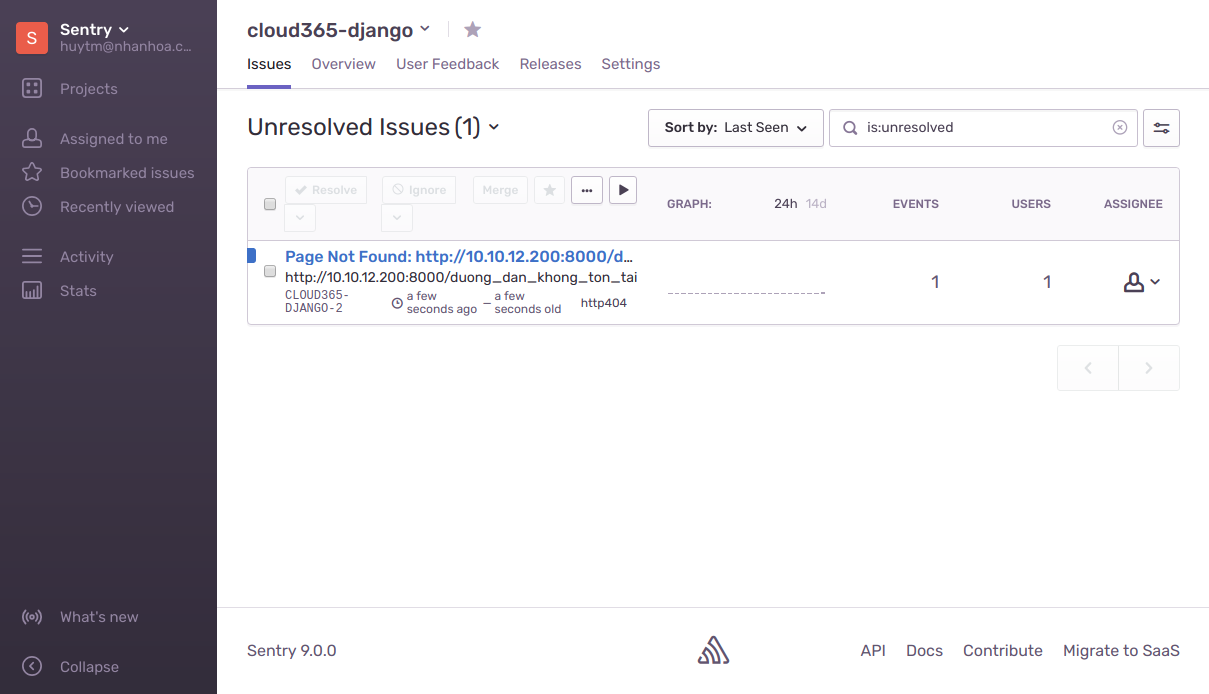 S
Sentry
huytm@nhanhoa.c...
Projects
Assigned to me
Bookmarked issues
Recently viewed
Activity
Stats
What's new
Collapse
cloud365-django
Issues Overview User Feedback Releases Settings
Unresolved Issues (1)
Sort by: Last Seen
is:unresolved
Resolve Ignore Merge
GRAPH: 24h 14d EVENTS USERS ASSIGNEE
Page Not Found: http://10.10.12.200:8000/d...
http://10.10.12.200:8000/duong_dan_khong_ton_tai
CLOUD365-
DJANGO-2
a few
seconds ago
— a few
seconds old
http404
1 1
Sentry 9.0.0
API Docs Contribute Migrate to SaaS